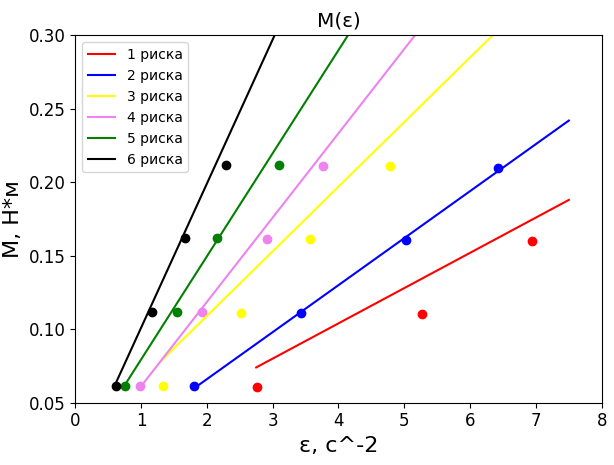 M(ε)
0.30
0.25
0.20
0.15
0.10
0.05
M, Н*м
1 риска
2 риска
3 риска
4 риска
5 риска
6 риска
0 1 2 3 4 5 6 7 8
ε, c^-2